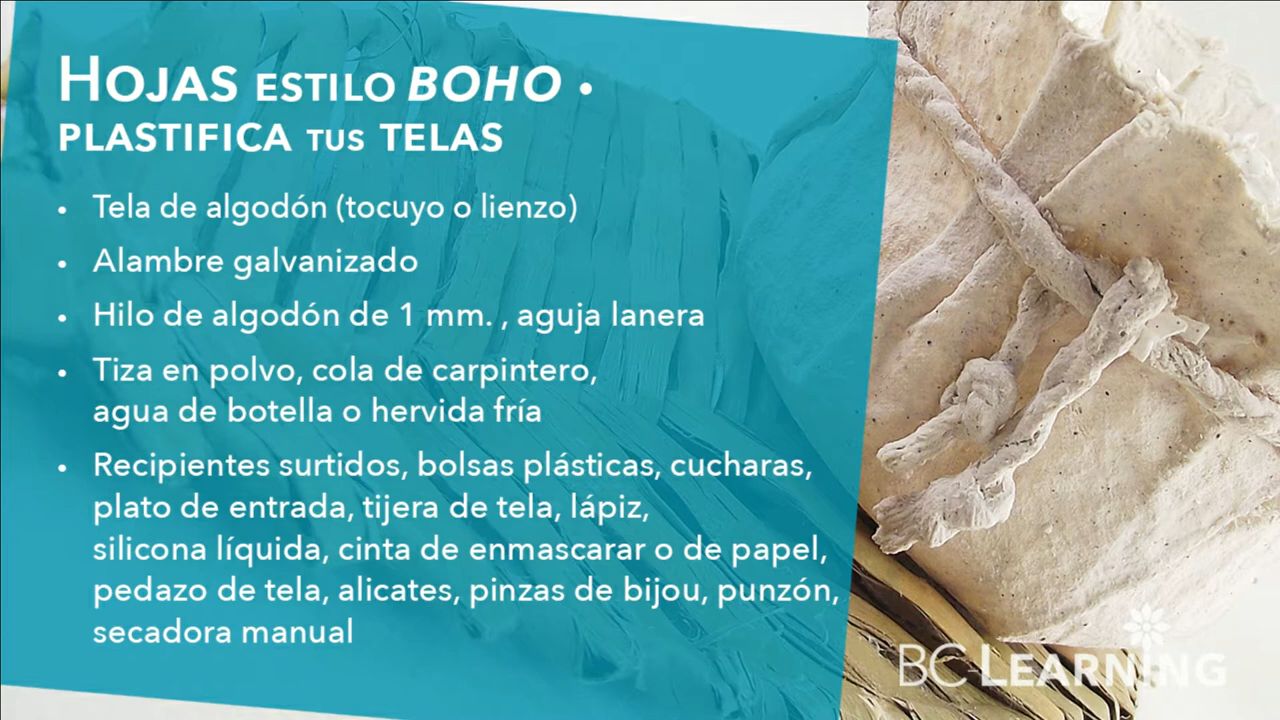 HOJAS ESTILO BOHO •
PLASTIFICA TUS TELAS
• Tela de algodón (tocuyo o lienzo)
• Alambre galvanizado
• Hilo de algodón de 1 mm. , aguja lanera
• Tiza en polvo, cola de carpintero,
agua de botella o hervida fría
• Recipientes surtidos, bolsas plásticas, cucharas,
plato de entrada, tijera de tela, lápiz,
silicona líquida, cinta de enmascarar o de papel,
pedazo de tela, alicates, pinzas de bijou, punzón,
secadora manual
BC-LEARNING